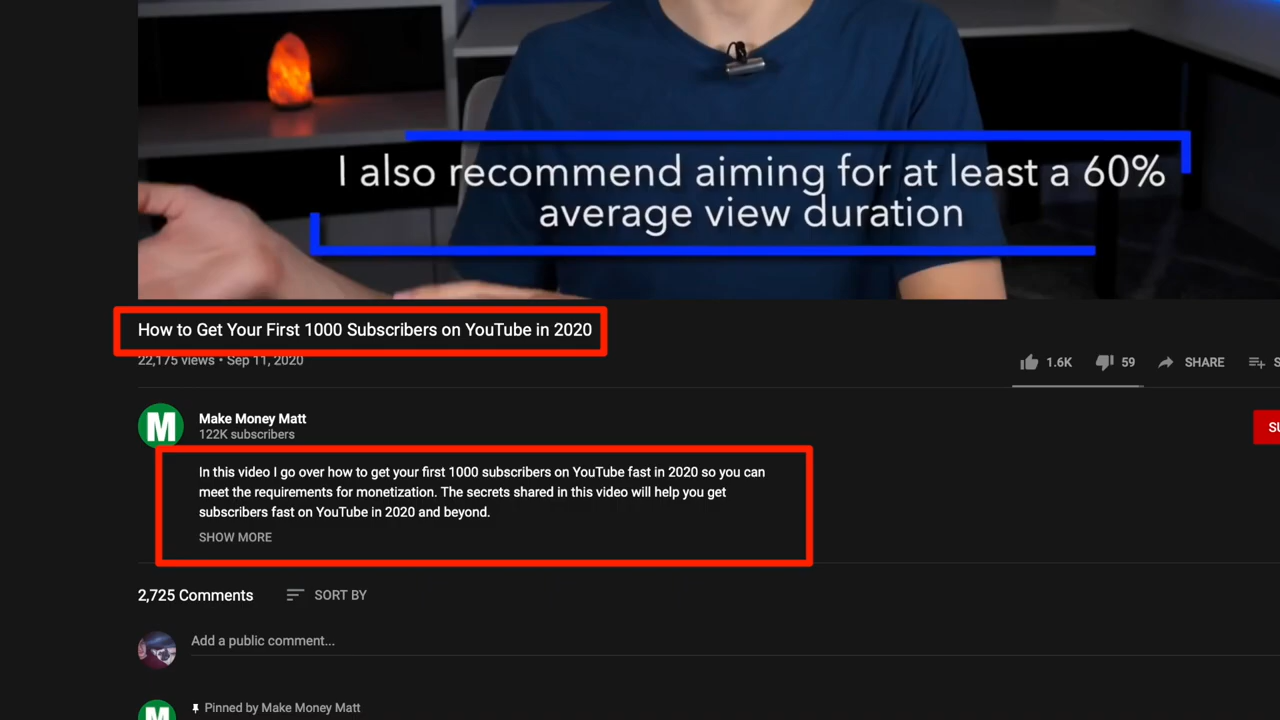 I also recommend aiming for at least a 60%
average view duration
How to Get Your First 1000 Subscribers on YouTube in 2020
22,175 views • Sep 11, 2020
1.6K 59 SHARE S
M Make Money Matt
122K subscribers
SU
In this video I go over how to get your first 1000 subscribers on YouTube fast in 2020 so you can
meet the requirements for monetization. The secrets shared in this video will help you get
subscribers fast on YouTube in 2020 and beyond.
SHOW MORE
2,725 Comments SORT BY
Add a public comment...
M Pinned by Make Money Matt